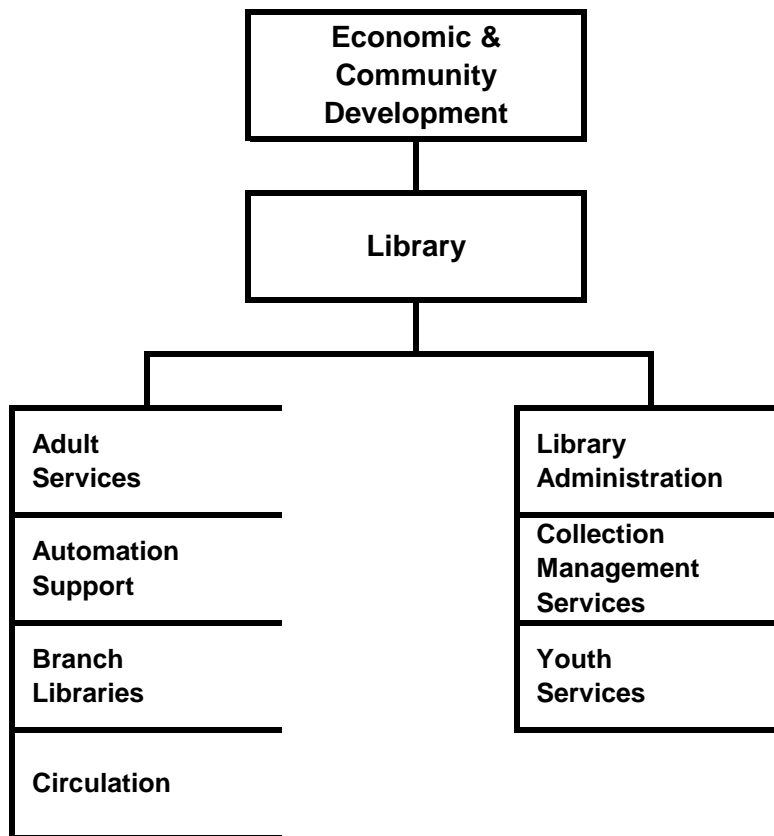 Economic &
Community
Development
Library
Adult
Services
Automation
Support
Branch
Libraries
Circulation
Library
Administration
Collection
Management
Services
Youth
Services